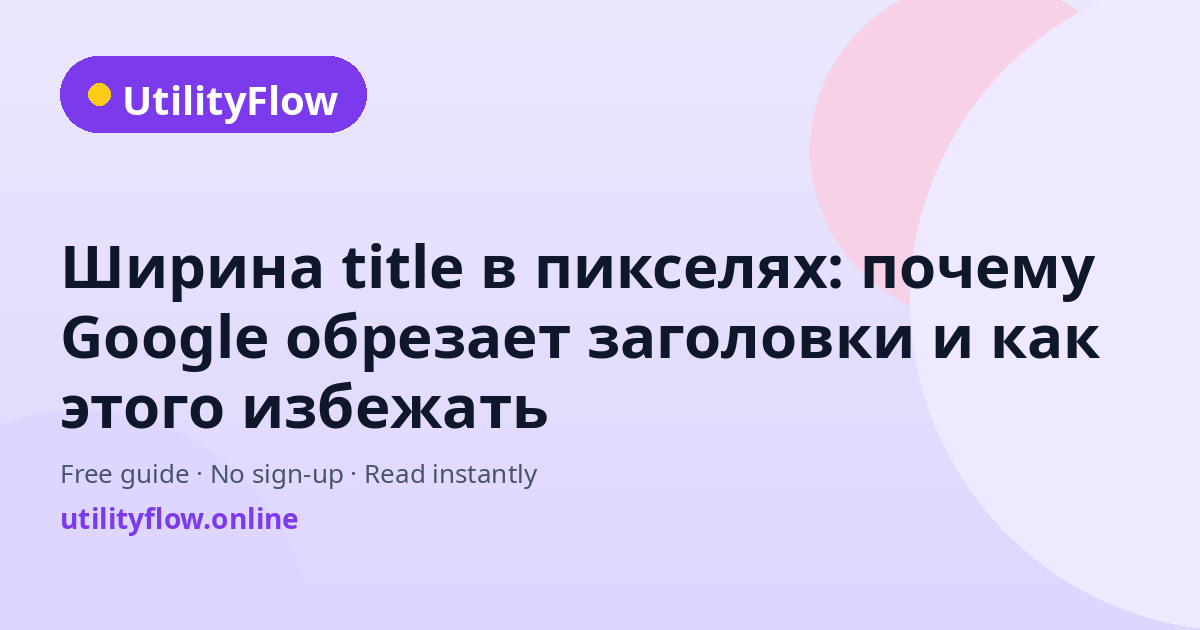 UtilityFlow
Ширина title в пикселях: почему
Google обрезает заголовки и как
этого избежать
Free guide · No sign-up · Read instantly
utilityflow.online